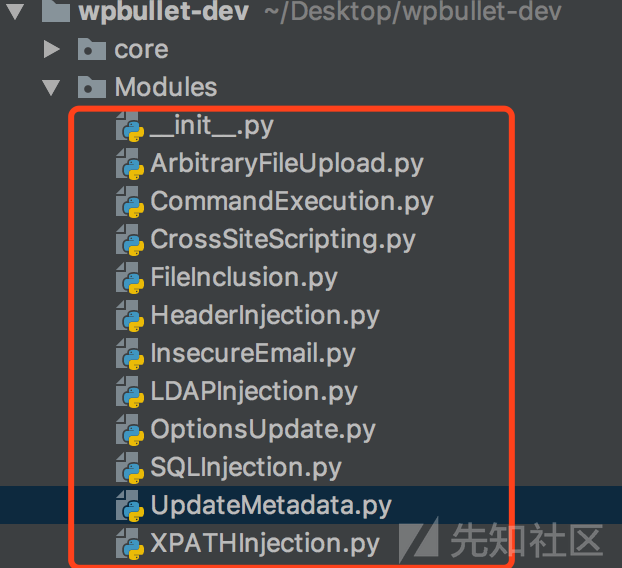 wpbullet-dev ~/Desktop/wpbullet-dev
core
Modules
__init__.py
ArbitraryFileUpload.py
CommandExecution.py
CrossSiteScripting.py
FileInclusion.py
HeaderInjection.py
InsecureEmail.py
LDAPInjection.py
OptionsUpdate.py
SQLInjection.py
UpdateMetadata.py
XPATHInjection.py
先知社区